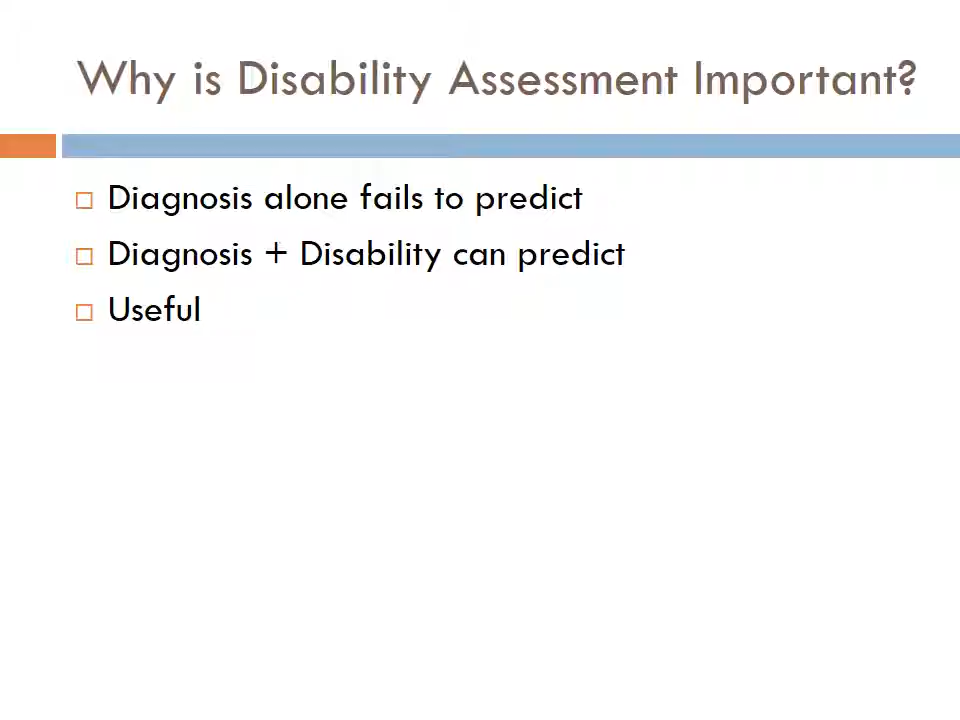 Why is Disability Assessment Important?
Diagnosis alone fails to predict
Diagnosis + Disability can predict
Useful